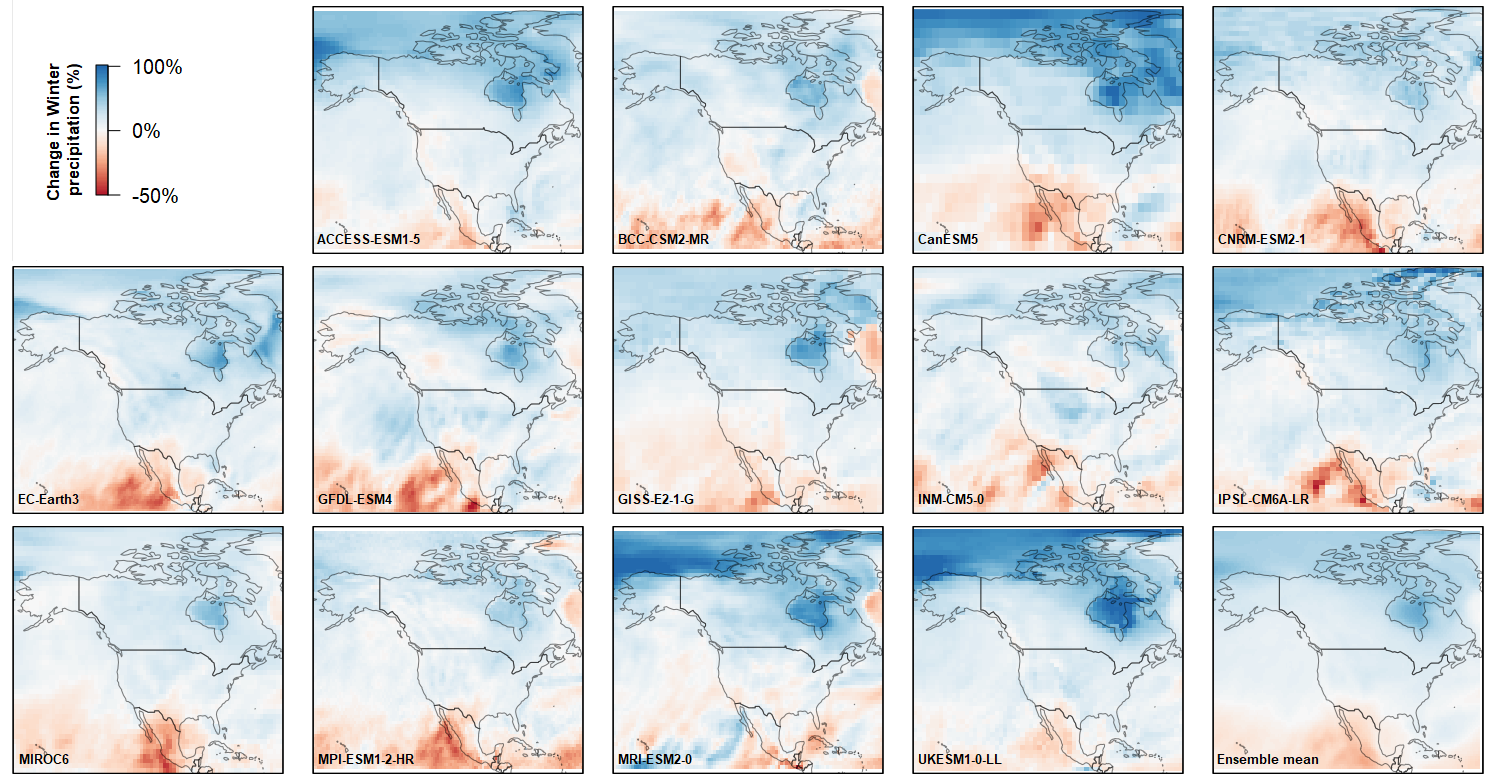 Change in Winter
precipitation (%)
100%
0%
-50%
ACCESS-ESM1-5
BCC-CSM2-MR
CanESM5
CNRM-ESM2-1
EC-Earth3
GFDL-ESM4
GISS-E2-1-G
INM-CM5-0
IPSL-CM6A-LR
MIROC6
MPI-ESM1-2-HR
MRI-ESM2-0
UKESM1-0-LL
Ensemble mean